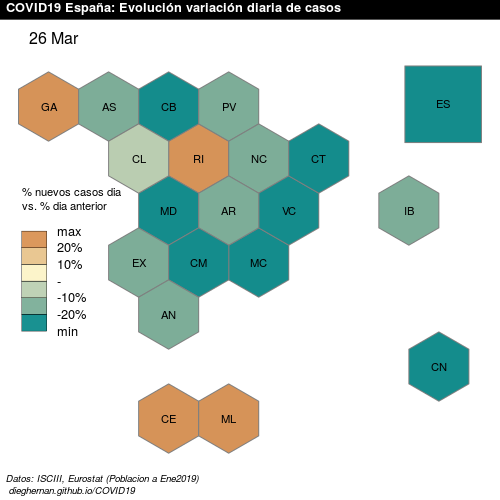 COVID19 España: Evolución variación diaria de casos
26 Mar
ES
GA AS CB PV
CL RI NC CT
MD AR VC IB
EX CM MC
AN
CN
CE ML
% nuevos casos dia
vs. % dia anterior
max
20%
10%
-
-10%
-20%
min
Datos: ISCIII, Eurostat (Poblacion a Ene2019)
dieghernan.github.io/COVID19